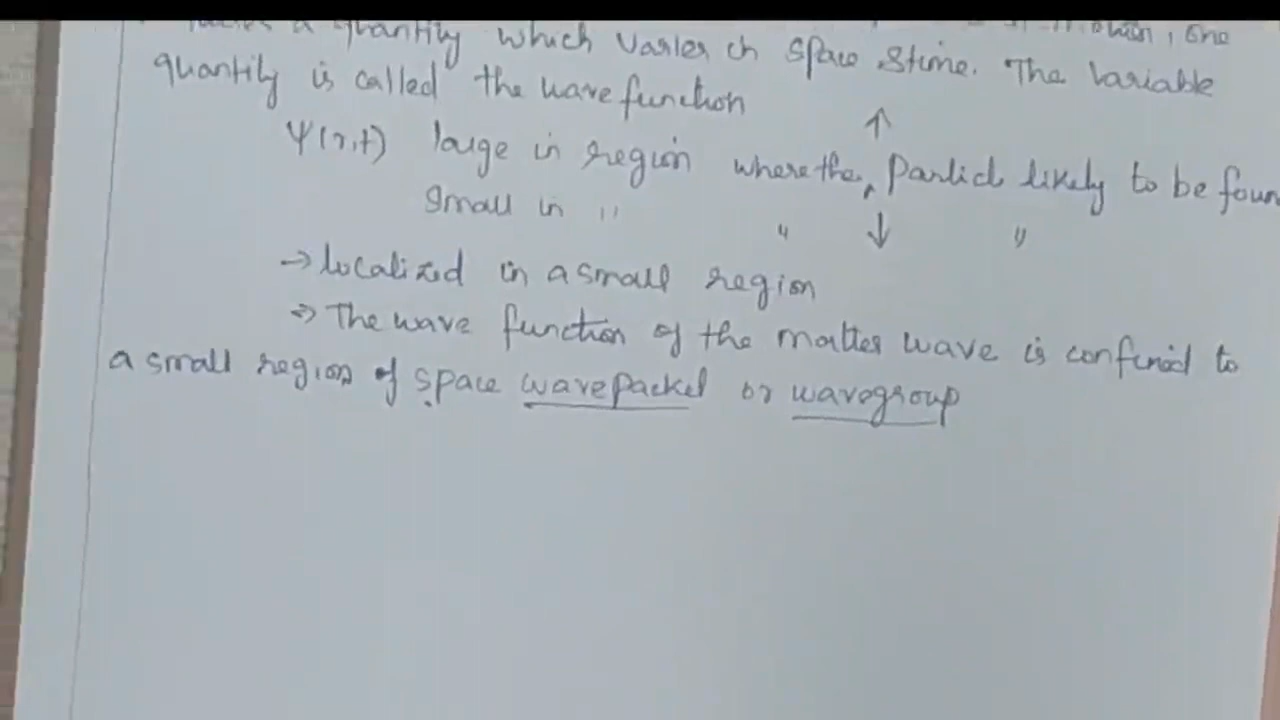 a quantity which varies in space & time. The variable
quantity is called the wave function
ψ(r,t) large in region where the particle likely to be foun
small in " " ↓ "
→ localized in a small region
⇒ The wave function of the matter wave is confined to
a small region of space wavepacket or wavegroup